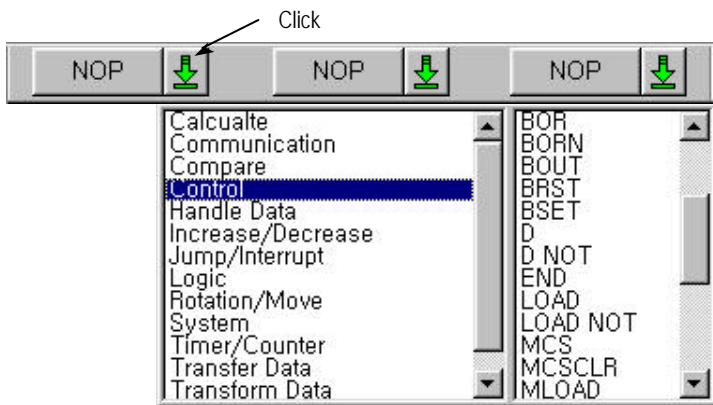 Click
NOP NOP NOP
Calcualte
Communication
Compare
Control
Handle Data
Increase/Decrease
Jump/Interrupt
Logic
Rotation/Move
System
Timer/Counter
Transfer Data
Transform Data
BOR
BORN
BOUT
BRST
BSET
D
D NOT
END
LOAD
LOAD NOT
MCS
MCSCLR
MLOAD